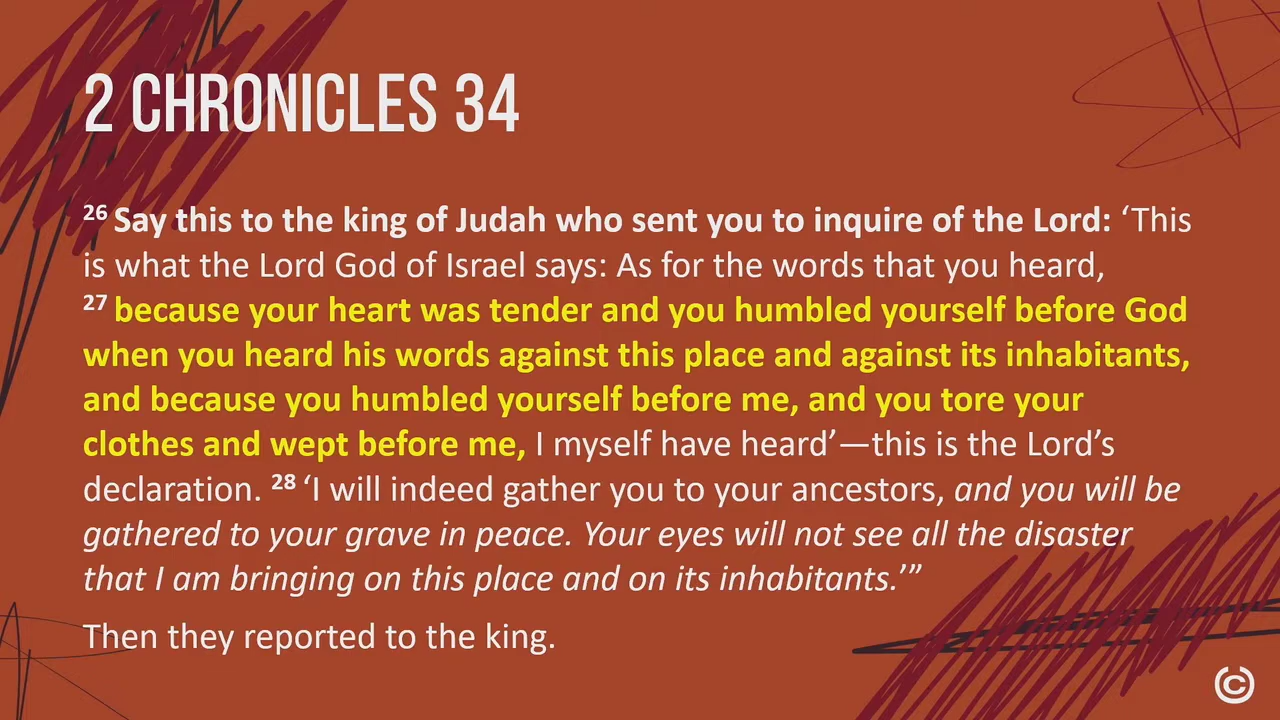 2 CHRONICLES 34
26 Say this to the king of Judah who sent you to inquire of the Lord: ‘This
is what the Lord God of Israel says: As for the words that you heard,
27 because your heart was tender and you humbled yourself before God
when you heard his words against this place and against its inhabitants,
and because you humbled yourself before me, and you tore your
clothes and wept before me, I myself have heard’—this is the Lord’s
declaration. 28 ‘I will indeed gather you to your ancestors, and you will be
gathered to your grave in peace. Your eyes will not see all the disaster
that I am bringing on this place and on its inhabitants.’”
Then they reported to the king.